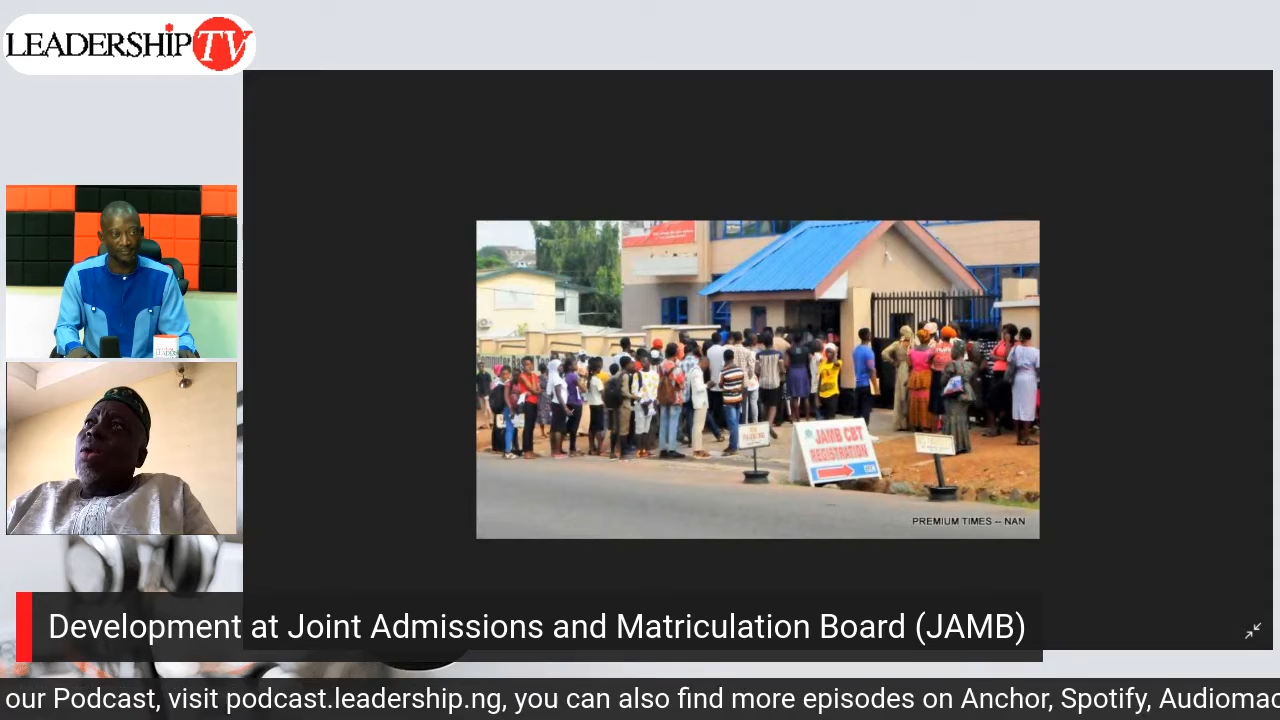 LEADERSHIP TV
JAMB CBT
REGISTRATION
PREMIUM TIMES -- NAN
Development at Joint Admissions and Matriculation Board (JAMB)
our Podcast, visit podcast.leadership.ng, you can also find more episodes on Anchor, Spotify, Audiomac